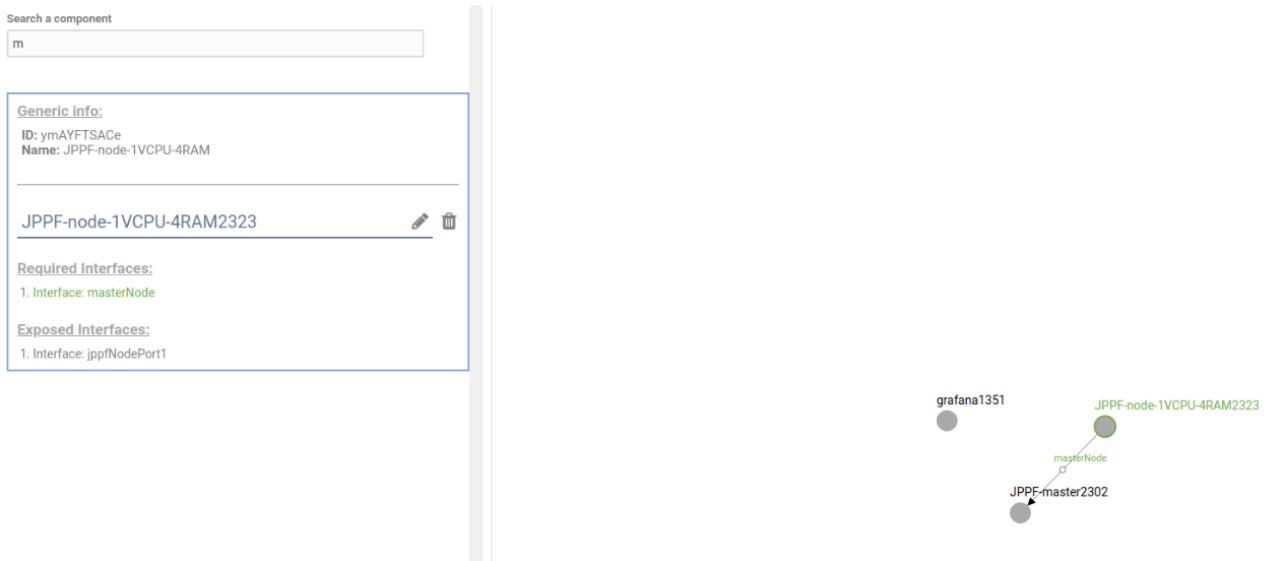 Search a component
m
Generic info:
ID: ymAYFTSACe
Name: JPPF-node-1VCPU-4RAM
JPPF-node-1VCPU-4RAM2323
Required Interfaces:
1. Interface: masterNode
Exposed Interfaces:
1. Interface: jppfNodePort1
grafana1351
JPPF-node-1VCPU-4RAM2323
masterNode
JPPF-master2302